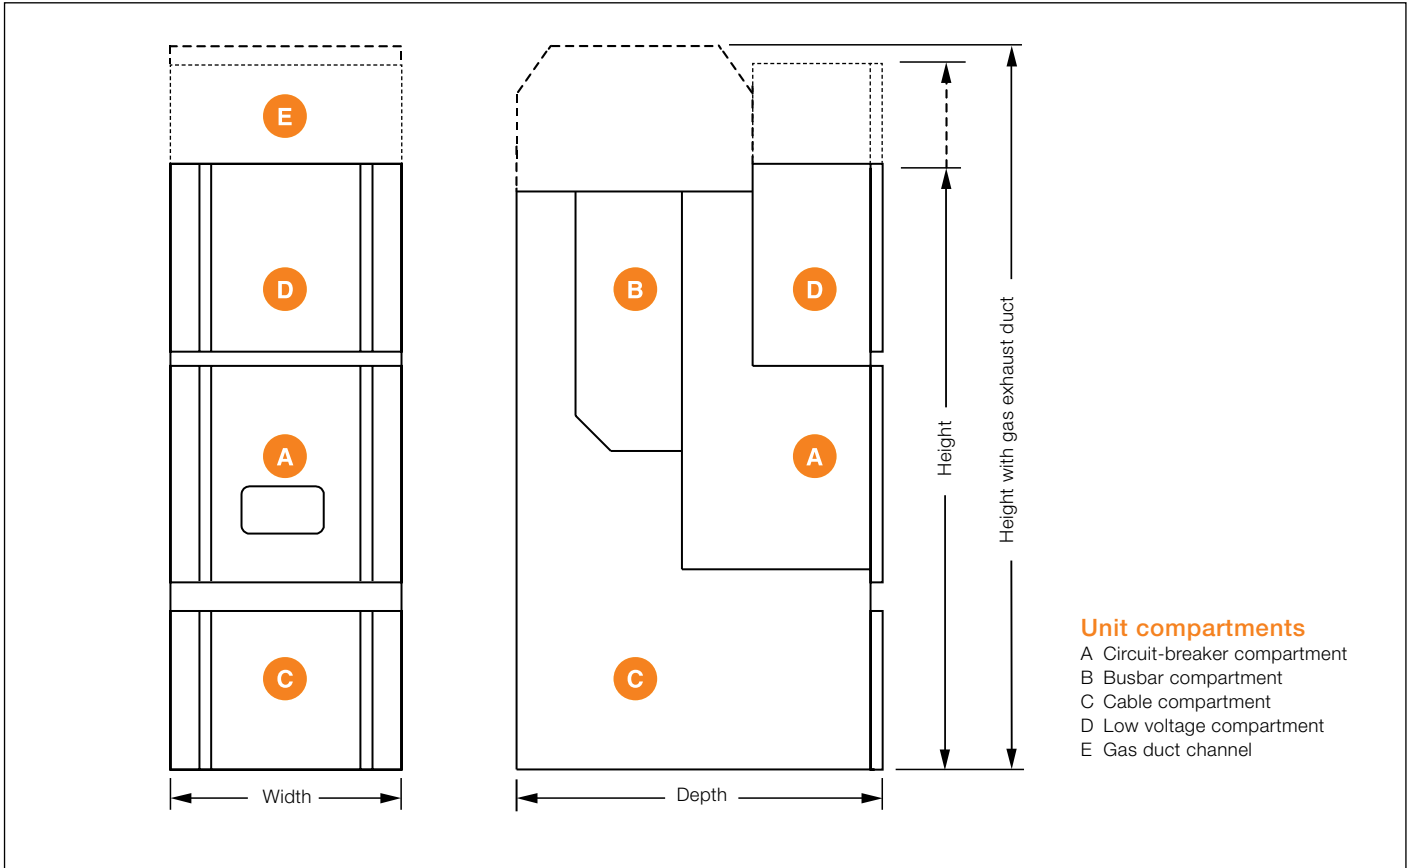 E
D
B
D
A
A
C
C
Height
Height with gas exhaust duct
Width
Depth
Unit compartments
A Circuit-breaker compartment
B Busbar compartment
C Cable compartment
D Low voltage compartment
E Gas duct channel